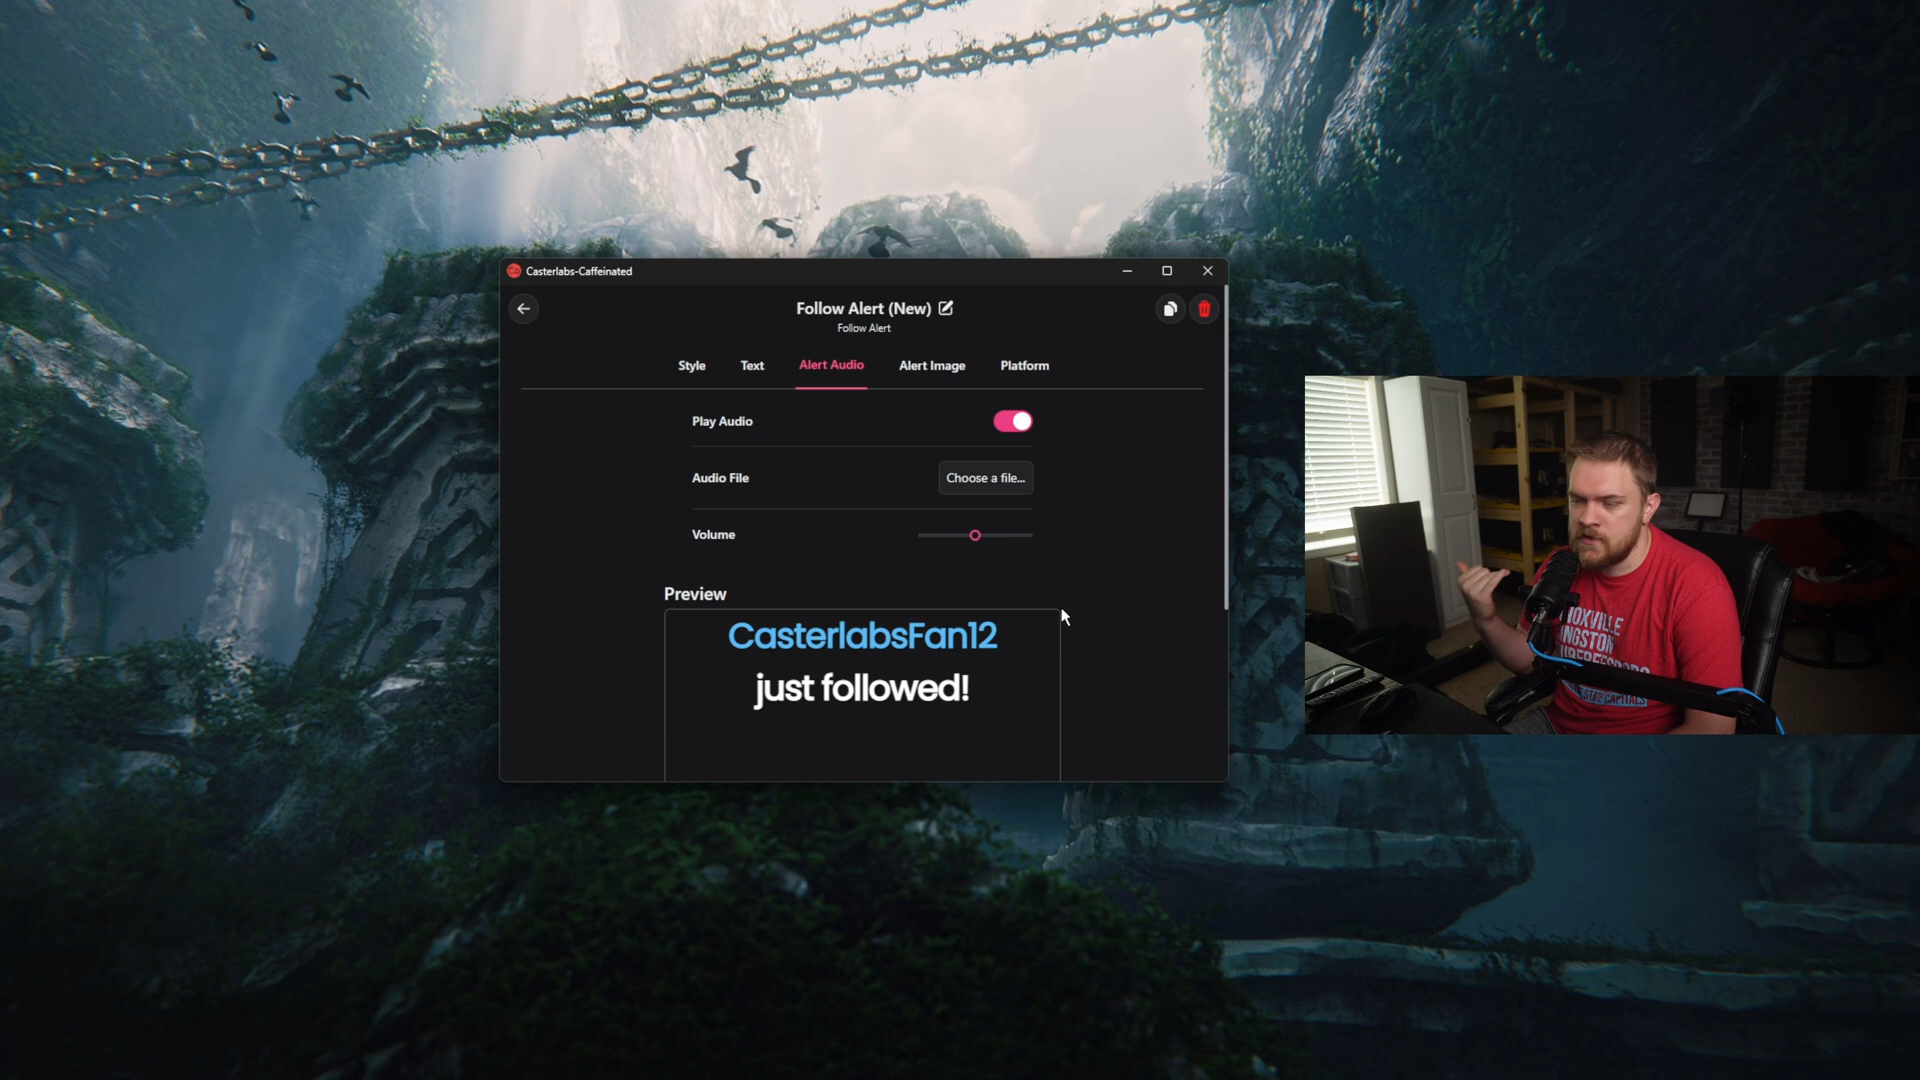 Casterlabs-Caffeinated
Follow Alert (New)
Follow Alert
Style
Text
Alert Audio
Alert Image
Platform
Play Audio
Audio File
Choose a file...
Volume
Preview
CasterlabsFan12
just followed!